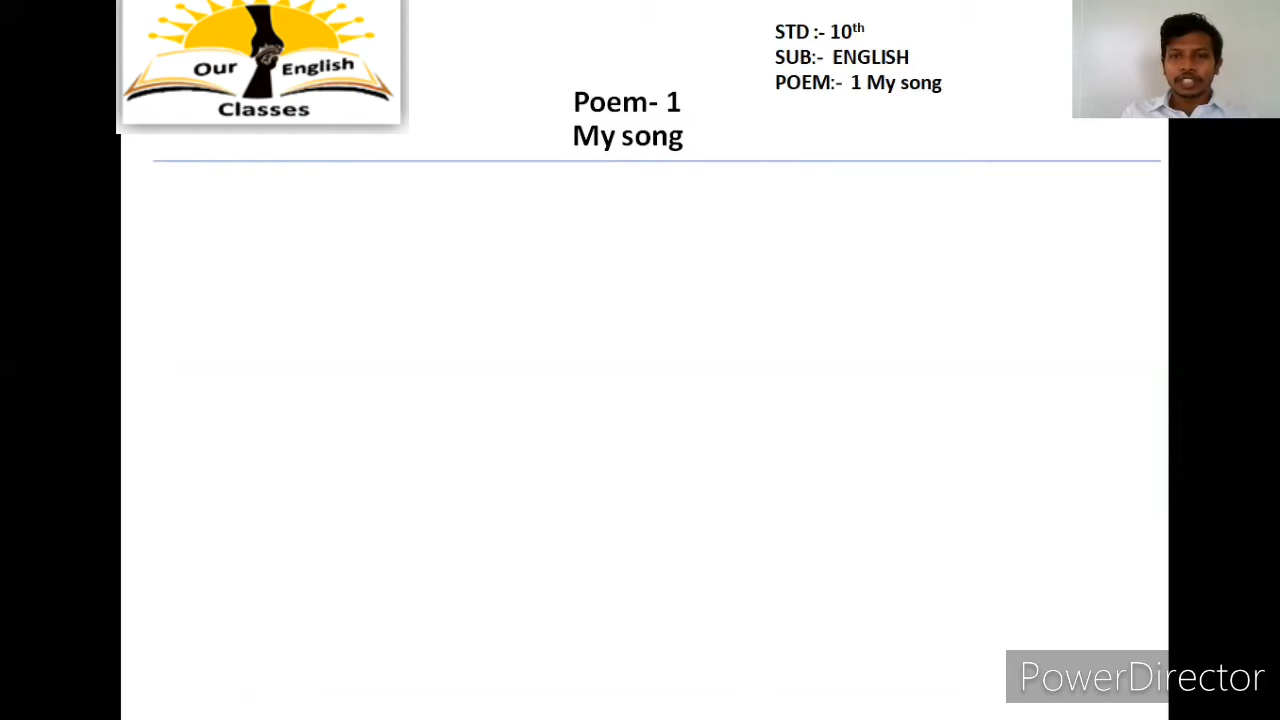 Our English
Classes
STD :- 10th
SUB:- ENGLISH
POEM:- 1 My song
Poem- 1
My song
PowerDirector